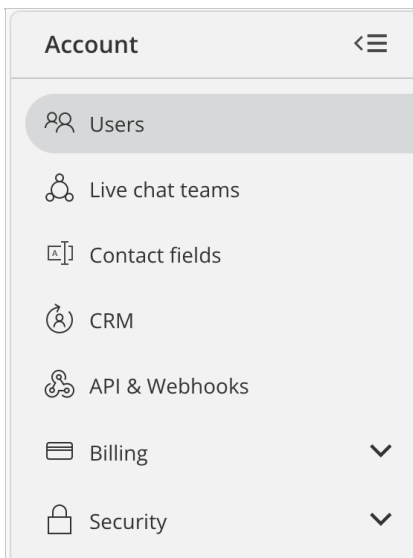 Account
Users
Live chat teams
Contact fields
CRM
API & Webhooks
Billing
Security